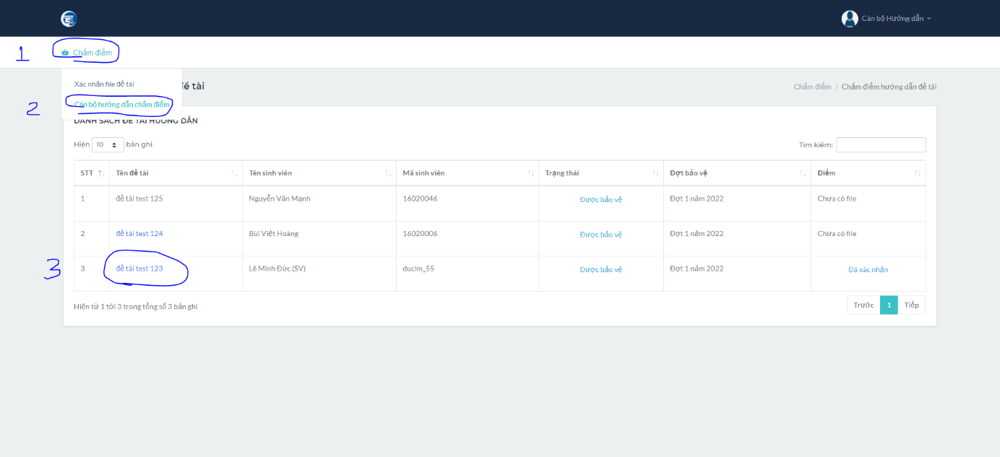 Cán bộ Hướng dẫn
1
Chấm điểm
Xác nhận file đề tài
đề tài
Chấm điểm / Chấm điểm hướng dẫn đề tài
2
Cán bộ hướng dẫn chấm điểm
DANH SÁCH ĐỀ TÀI HƯỚNG DẪN
Hiện 10 bản ghi
Tìm kiếm:
STT Tên đề tài Tên sinh viên Mã sinh viên Trạng thái Đợt bảo vệ Điểm
1 đề tài test 125 Nguyễn Văn Mạnh 16020046 Được bảo vệ Đợt 1 năm 2022 Chưa có file
2 đề tài test 124 Bùi Việt Hoàng 16020006 Được bảo vệ Đợt 1 năm 2022 Chưa có file
3
3 đề tài test 123 Lê Minh Đức (SV) duclm_55 Được bảo vệ Đợt 1 năm 2022 Đã xác nhận
Hiện từ 1 tới 3 trong tổng số 3 bản ghi
Trước 1 Tiếp